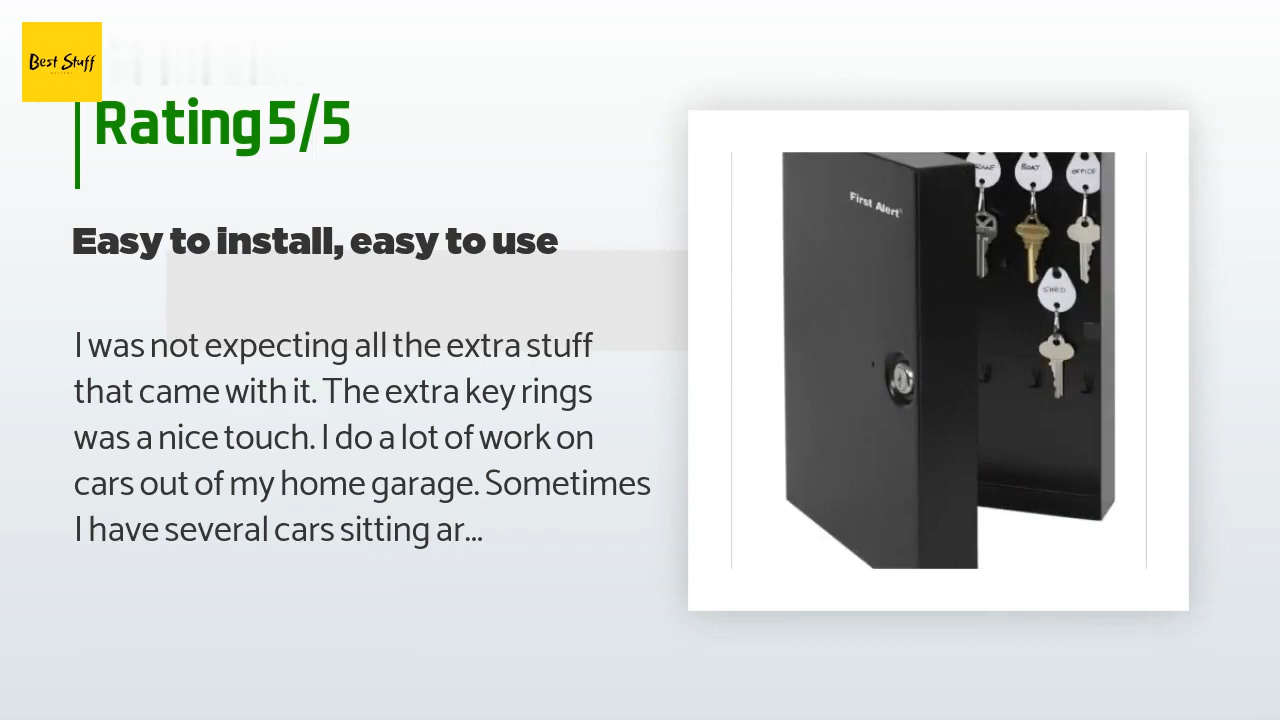 Best Stuff
Rating 5/5
Easy to install, easy to use
I was not expecting all the extra stuff
that came with it. The extra key rings
was a nice touch. I do a lot of work on
cars out of my home garage. Sometimes
I have several cars sitting ar...
First Alert
BOAT
OFFICE
SHED